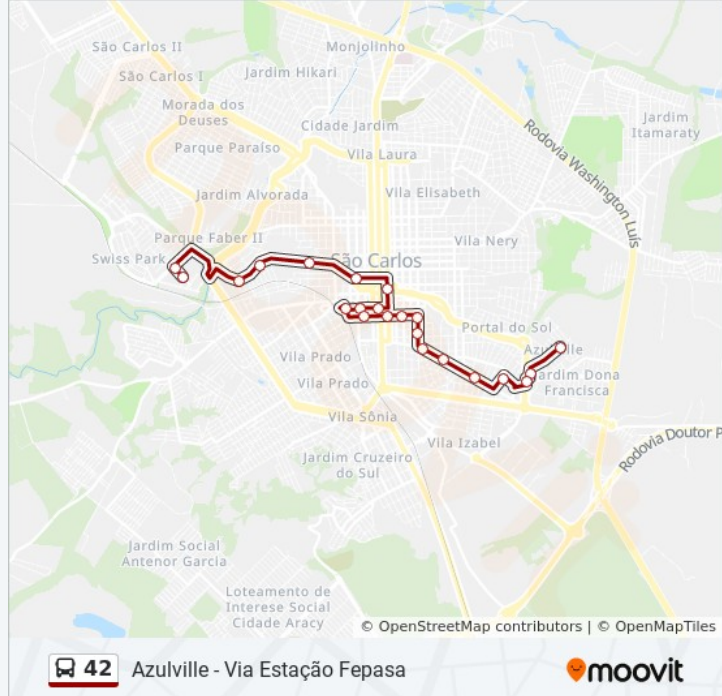 São Carlos II
Monjolinho
São Carlos I
Jardim Hikari
Morada dos
Deuses
Jardim
Itamaraty
Cidade Jardim
Rodovia Washington Luís
Parque Paraíso
Vila Laura
Jardim Alvorada
Vila Elisabeth
Parque Faber II
Vila Nery
Swiss Park
São Carlos
Portal do Sol
Azulville
Vila Prado
Jardim Dona
Francisca
Vila Prado
Vila Sônia
Vila Izabel
Rodovia Doutor P
Jardim Cruzeiro
do Sul
Jardim Social
Antenor Garcia
Loteamento de
Interesse Social
Cidade Aracy
© OpenStreetMap contributors | © OpenMapTiles
42 Azulville - Via Estação Fepasa
moovit